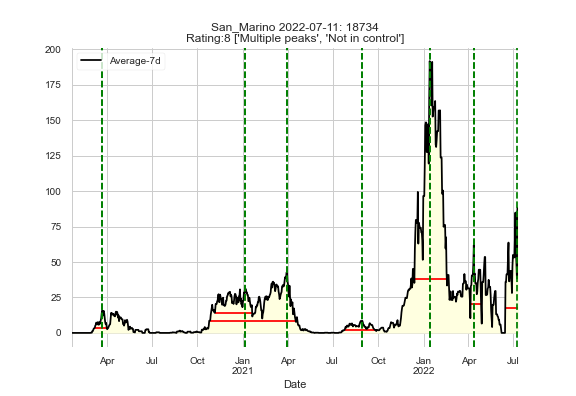 San_Marino 2022-07-11: 18734
Rating:8 ['Multiple peaks', 'Not in control']
Average-7d
200
175
150
125
100
75
50
25
0
Apr Jul Oct Jan Apr Jul Oct Jan Apr Jul
2021 2022
Date